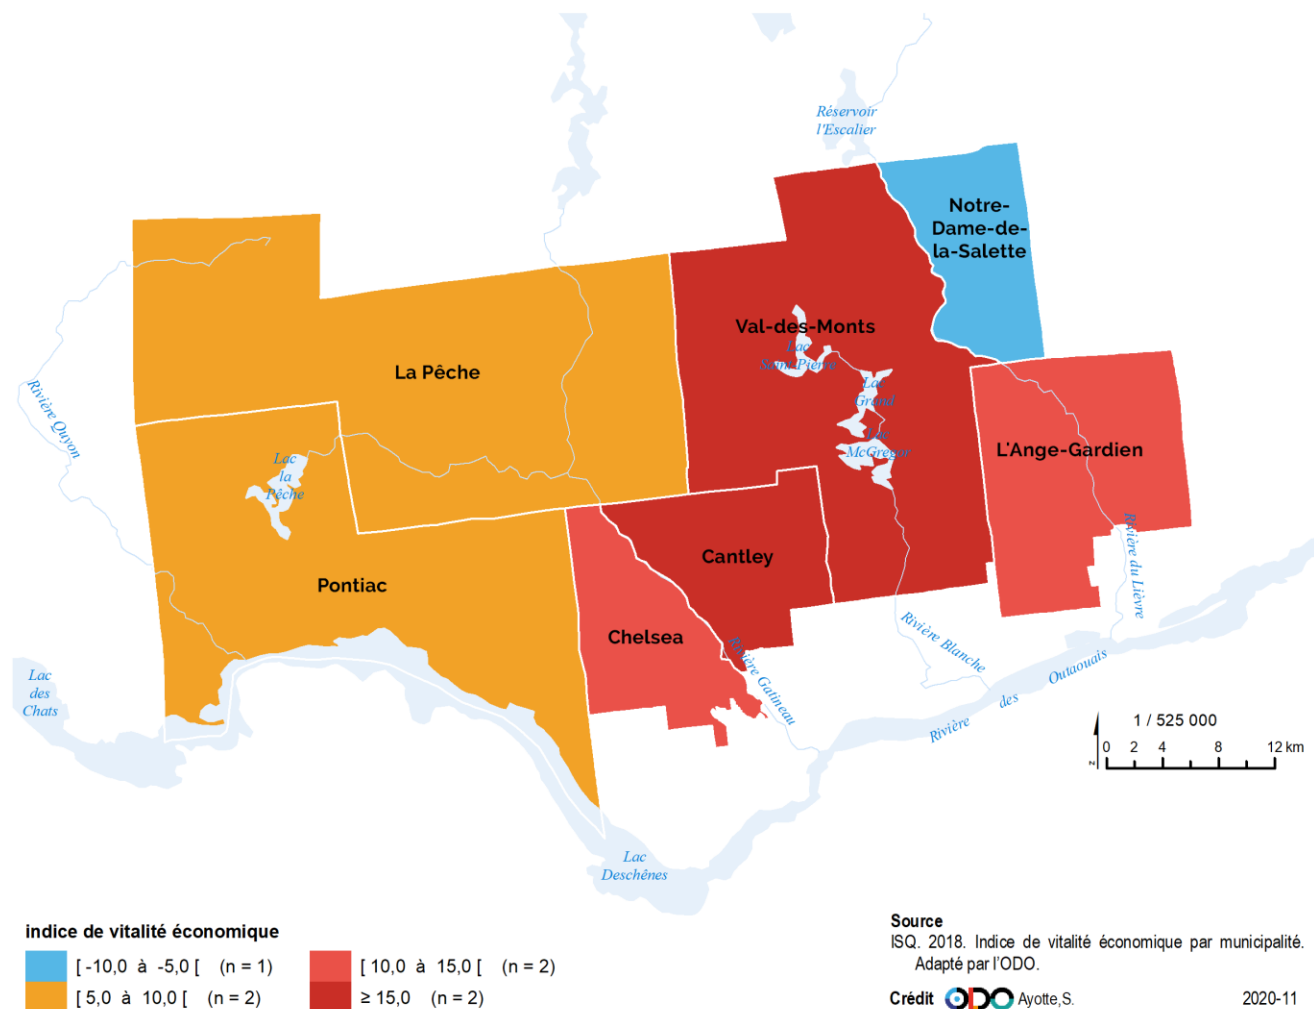 Réservoir
l'Escalier
Notre-
Dame-de-
la-Salette
Val-des-Monts
Lac
Saint Pierre
La Pêche
Lac
Grand
Rivière Quyon
Lac
McGregor
L'Ange-Gardien
Lac
la
Pêche
Rivière du Lièvre
Cantley
Pontiac
Chelsea
Rivière Blanche
Rivière Gatineau
Lac
des
Chats
Rivière des Outaouais
1 / 525 000
z
0 2 4 8 12 km
Lac
Deschênes
indice de vitalité économique
[ -10,0 à -5,0 [ (n = 1)
[ 5,0 à 10,0 [ (n = 2)
[ 10,0 à 15,0 [ (n = 2)
≥ 15,0 (n = 2)
Source
ISQ. 2018. Indice de vitalité économique par municipalité.
Adapté par l'ODO.
Crédit ODO Ayotte,S. 2020-11